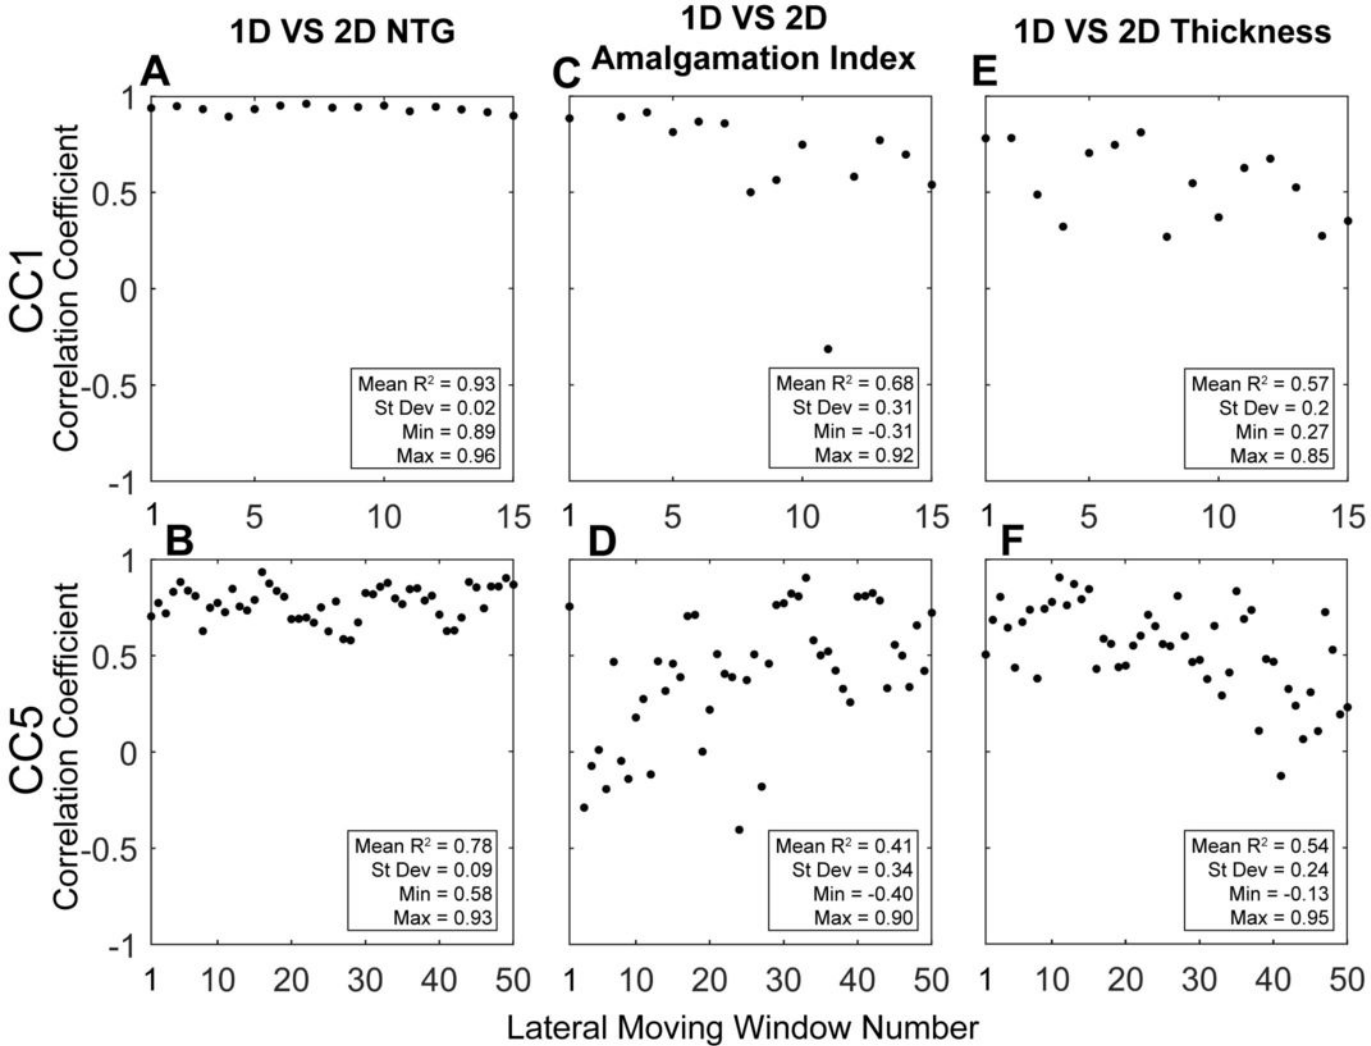 1D VS 2D NTG
1D VS 2D
Amalgamation Index
1D VS 2D Thickness
A
C
E
CC1
Correlation Coefficient
1
0.5
0
-0.5
-1
Mean R² = 0.93
St Dev = 0.02
Min = 0.89
Max = 0.96
Mean R² = 0.68
St Dev = 0.31
Min = -0.31
Max = 0.92
Mean R² = 0.57
St Dev = 0.2
Min = 0.27
Max = 0.85
1 5 10 15
1 5 10 15
1 5 10 15
B
D
F
CC5
Correlation Coefficient
1
0.5
0
-0.5
-1
Mean R² = 0.78
St Dev = 0.09
Min = 0.58
Max = 0.93
Mean R² = 0.41
St Dev = 0.34
Min = -0.40
Max = 0.90
Mean R² = 0.54
St Dev = 0.24
Min = -0.13
Max = 0.95
1 10 20 30 40 50
1 10 20 30 40 50
1 10 20 30 40 50
Lateral Moving Window Number